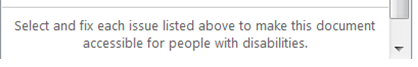 Select and fix each issue listed above to make this document
accessible for people with disabilities.